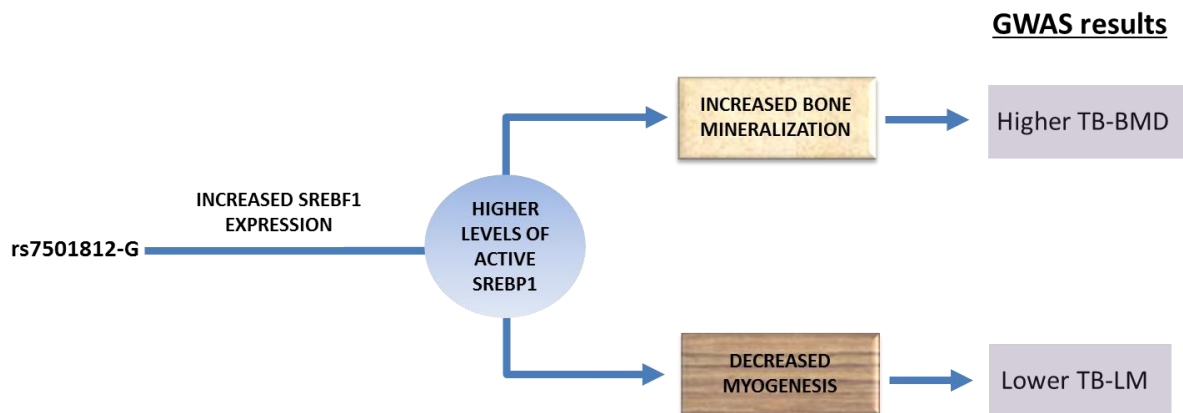 GWAS results
INCREASED BONE
MINERALIZATION
Higher TB-BMD
INCREASED SREBF1
EXPRESSION
rs7501812-G
HIGHER
LEVELS OF
ACTIVE
SREBP1
DECREASED
MYOGENESIS
Lower TB-LM